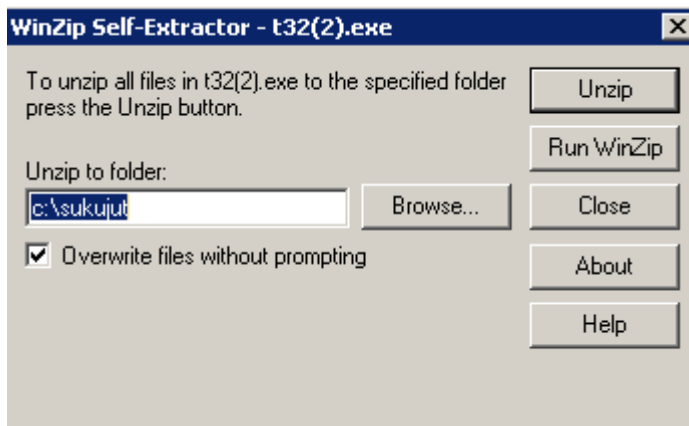 WinZip Self-Extractor - t32(2).exe
To unzip all files in t32(2).exe to the specified folder
press the Unzip button.
Unzip
Run WinZip
Unzip to folder:
c:\sukujut
Browse...
Close
Overwrite files without prompting
About
Help